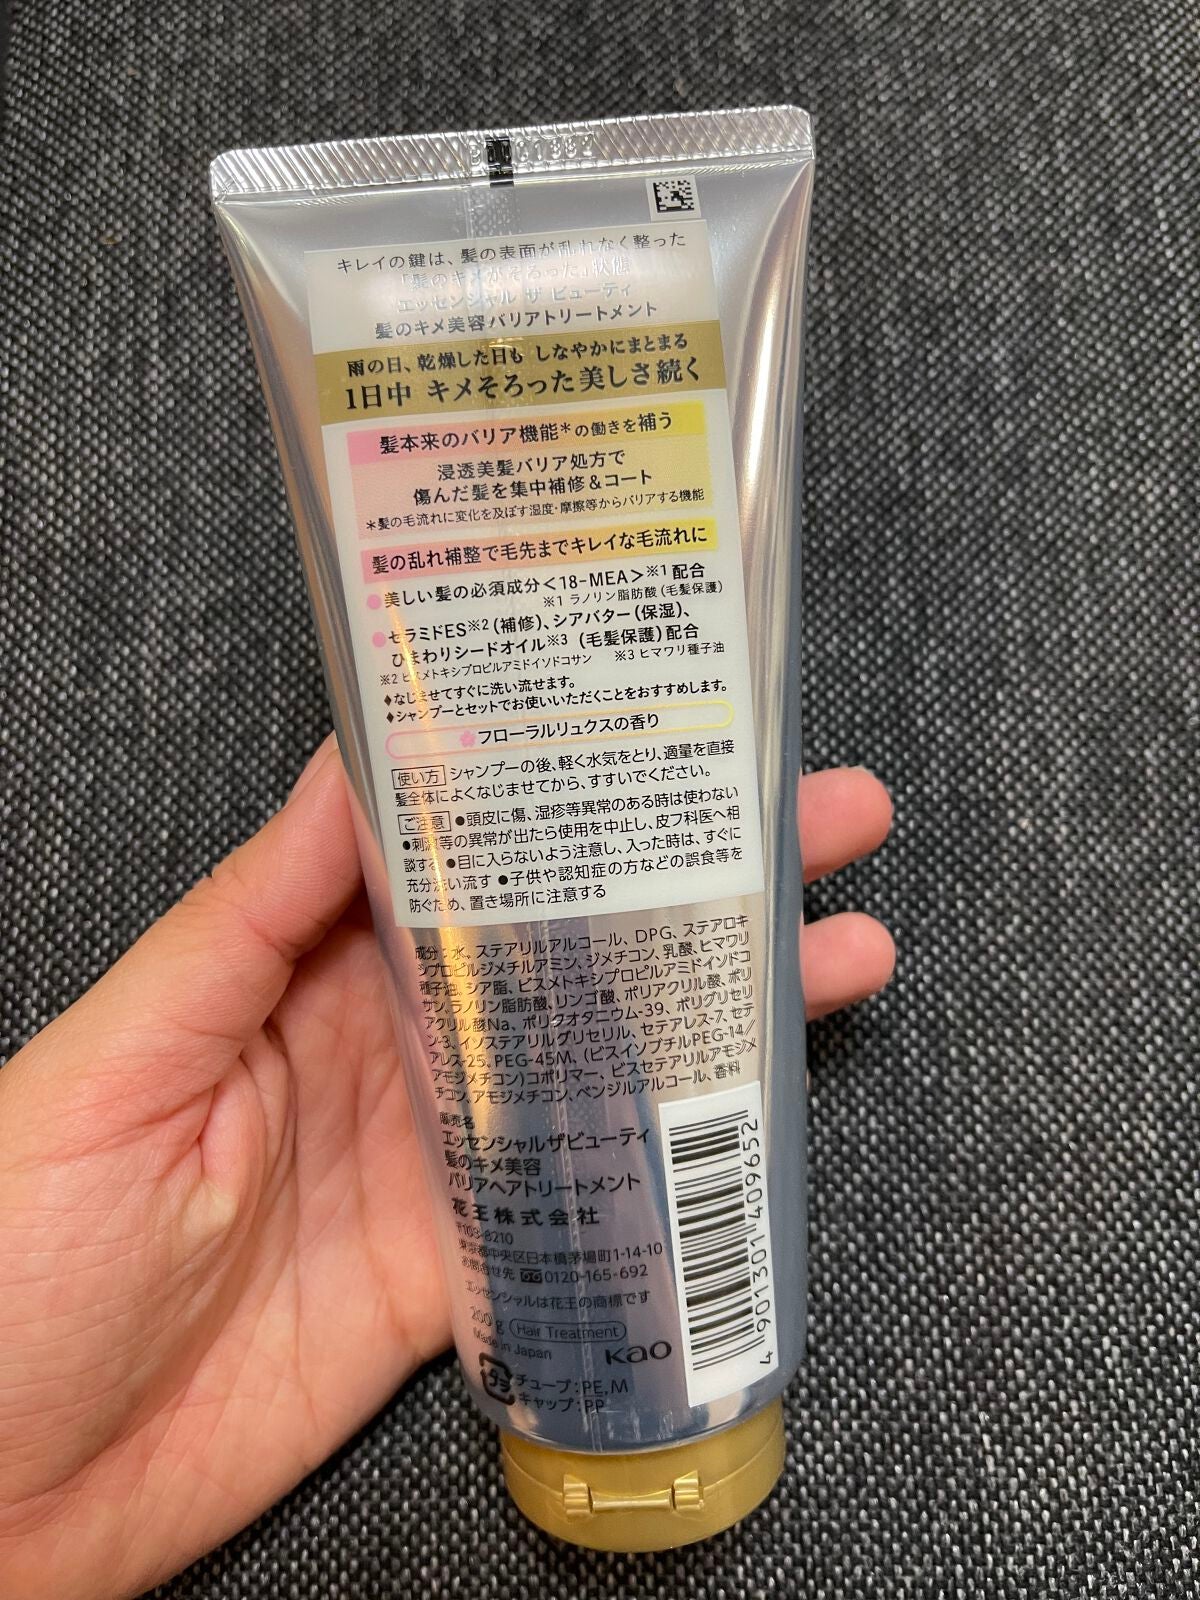 キレイの鍵は、髪の表面が乱れなく整った
「髪のキメがそろった」状態
エッセンシャル ザ ビューティ
髪のキメ美容バリアトリートメント
雨の日、乾燥した日も しなやかにまとまる
1日中 キメそろった美しさ続く
髪本来のバリア機能*の働きを補う
浸透美髪バリア処方で
傷んだ髪を集中補修＆コート
*髪の毛流れに変化を及ぼす湿度・摩擦等からバリアする機能
髪の乱れ補整で毛先までキレイな毛流れに
●美しい髪の必須成分<18-MEA>※1配合
※1 ラノリン脂肪酸(毛髪保護)
●セラミドES※2(補修)、シアバター(保湿)、
ひまわりシードオイル※3 (毛髪保護)配合
※2 ビスメトキシプロピルアミドイソドコサン ※3 ヒマワリ種子油
♦なじませてすぐに洗い流せます。
♦シャンプーとセットでお使いいただくことをおすすめします。
フローラルリュクスの香り
使い方 シャンプーの後、軽く水気をとり、適量を直接
髪全体によくなじませてから、すすいでください。
ご注意 ●頭皮に傷、湿疹等異常のある時は使わない
●刺激等の異常が出たら使用を中止し、皮フ科医へ相
談する ●目に入らないよう注意し、入った時は、すぐに
充分洗い流す ●子供や認知症の方などの誤食等を
防ぐため、置き場所に注意する
成分：水、ステアリルアルコール、DPG、ステアロキ
シプロピルジメチルアミン、ジメチコン、乳酸、ヒマワリ
種子油、シア脂、ビスメトキシプロピルアミドイソドコ
サン、ラノリン脂肪酸、リンゴ酸、ポリアクリル酸、ポリ
アクリル酸Na、ポリクオタニウム-39、ポリグリセリ
ン-3、イソステアリルグリセリル、セテアレス-7、セテ
アレス-25、PEG-45M、(ビスイソブチルPEG-14/
アモジメチコン)コポリマー、ビスセテアリルアモジメ
チコン、アモジメチコン、ベンジルアルコール、香料
販売名
エッセンシャルザビューティ
髪のキメ美容
バリアヘアトリートメント
花王株式会社
〒103-8210
東京都中央区日本橋茅場町1-14-10
お問合せ先 0120-165-692
エッセンシャルは花王の商標です
200 g Hair Treatment
Made in Japan
Kao
プラ
チューブ：PE,M
キャップ：PP
4 901301 409652